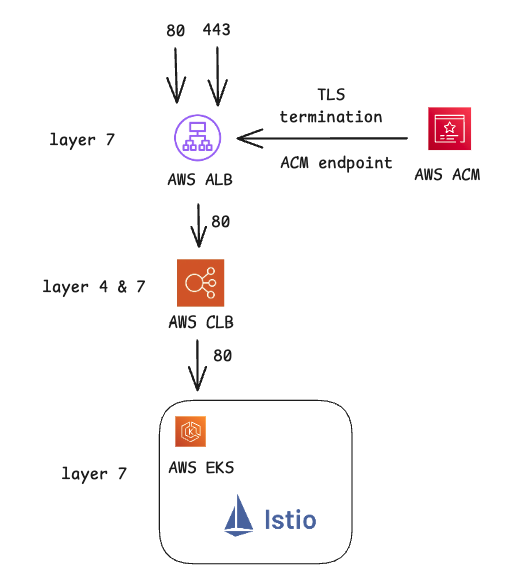 80
443
TLS
termination
layer 7
ACM endpoint
AWS ALB
AWS ACM
80
layer 4 & 7
AWS CLB
80
K
AWS EKS
layer 7
Istio